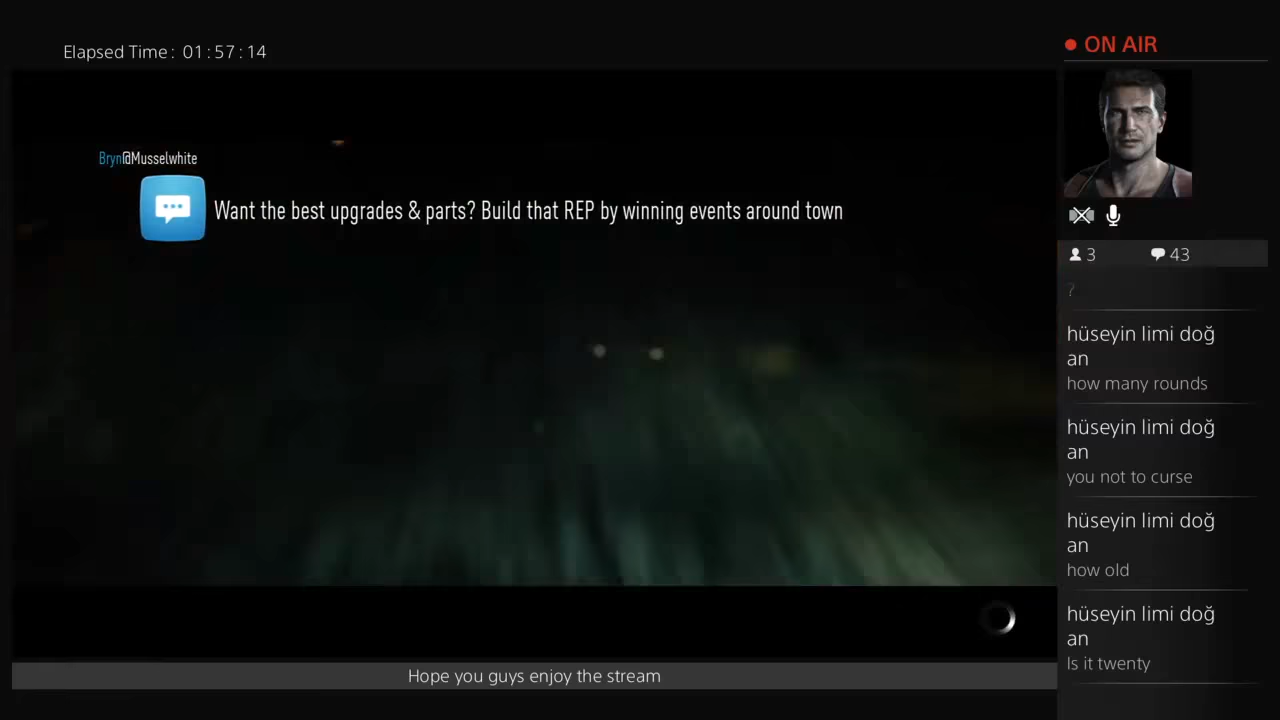 Elapsed Time: 01:57:14
ON AIR
Bryn@Musselwhite
Want the best upgrades & parts? Build that REP by winning events around town
3 43
?
hüseyin limi doğ
an
how many rounds
hüseyin limi doğ
an
you not to curse
hüseyin limi doğ
an
how old
hüseyin limi doğ
an
Is it twenty
Hope you guys enjoy the stream